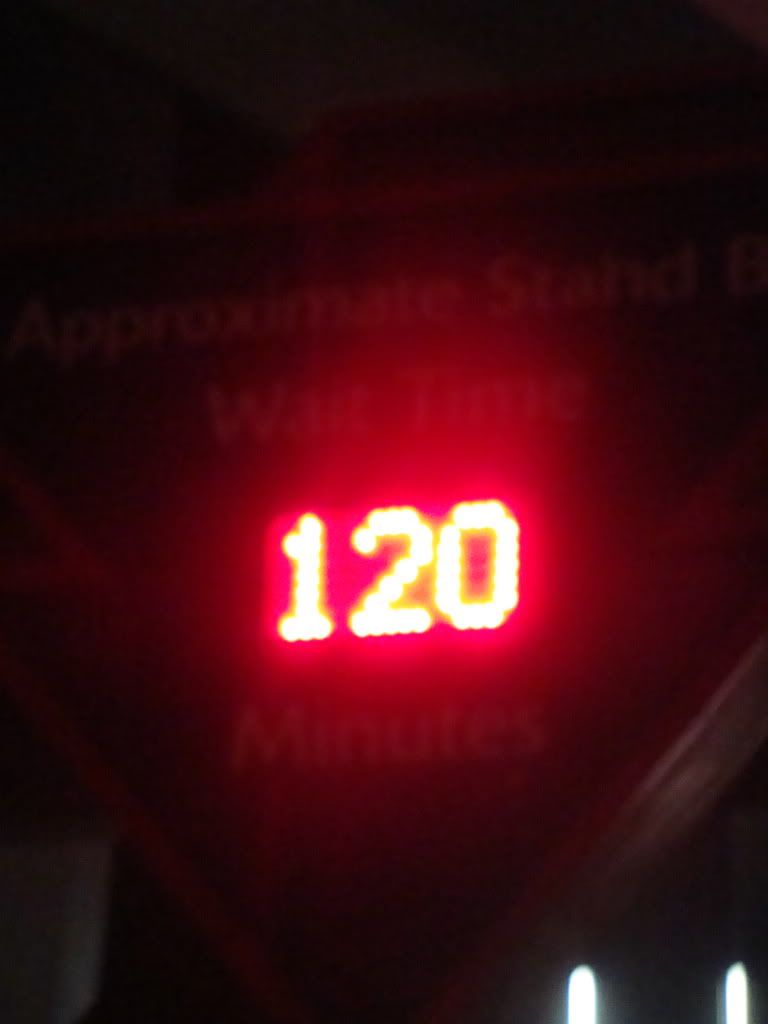 Approximate Stand B
Wait Time
120
Minutes